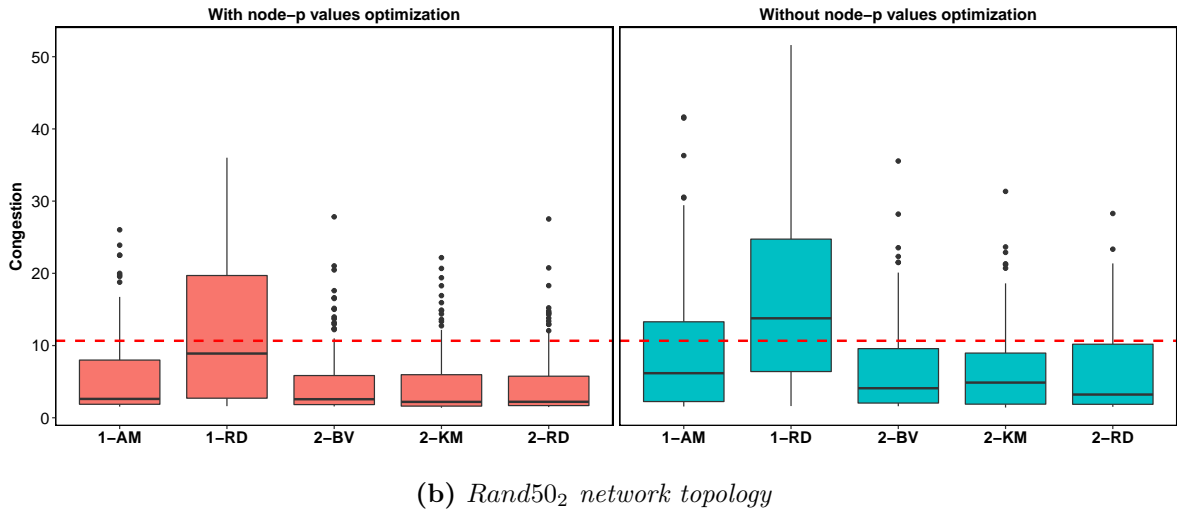 With node−p values optimization
Without node−p values optimization
Congestion
50
40
30
20
10
0
1−AM 1−RD 2−BV 2−KM 2−RD
1−AM 1−RD 2−BV 2−KM 2−RD
(b) Rand50₂ network topology